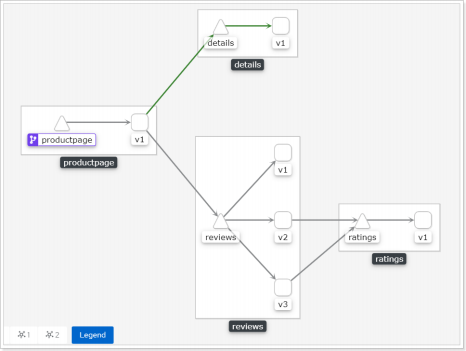 details
v1
details
productpage
v1
productpage
v1
reviews
v2
ratings
v1
ratings
v3
reviews
1
2
Legend